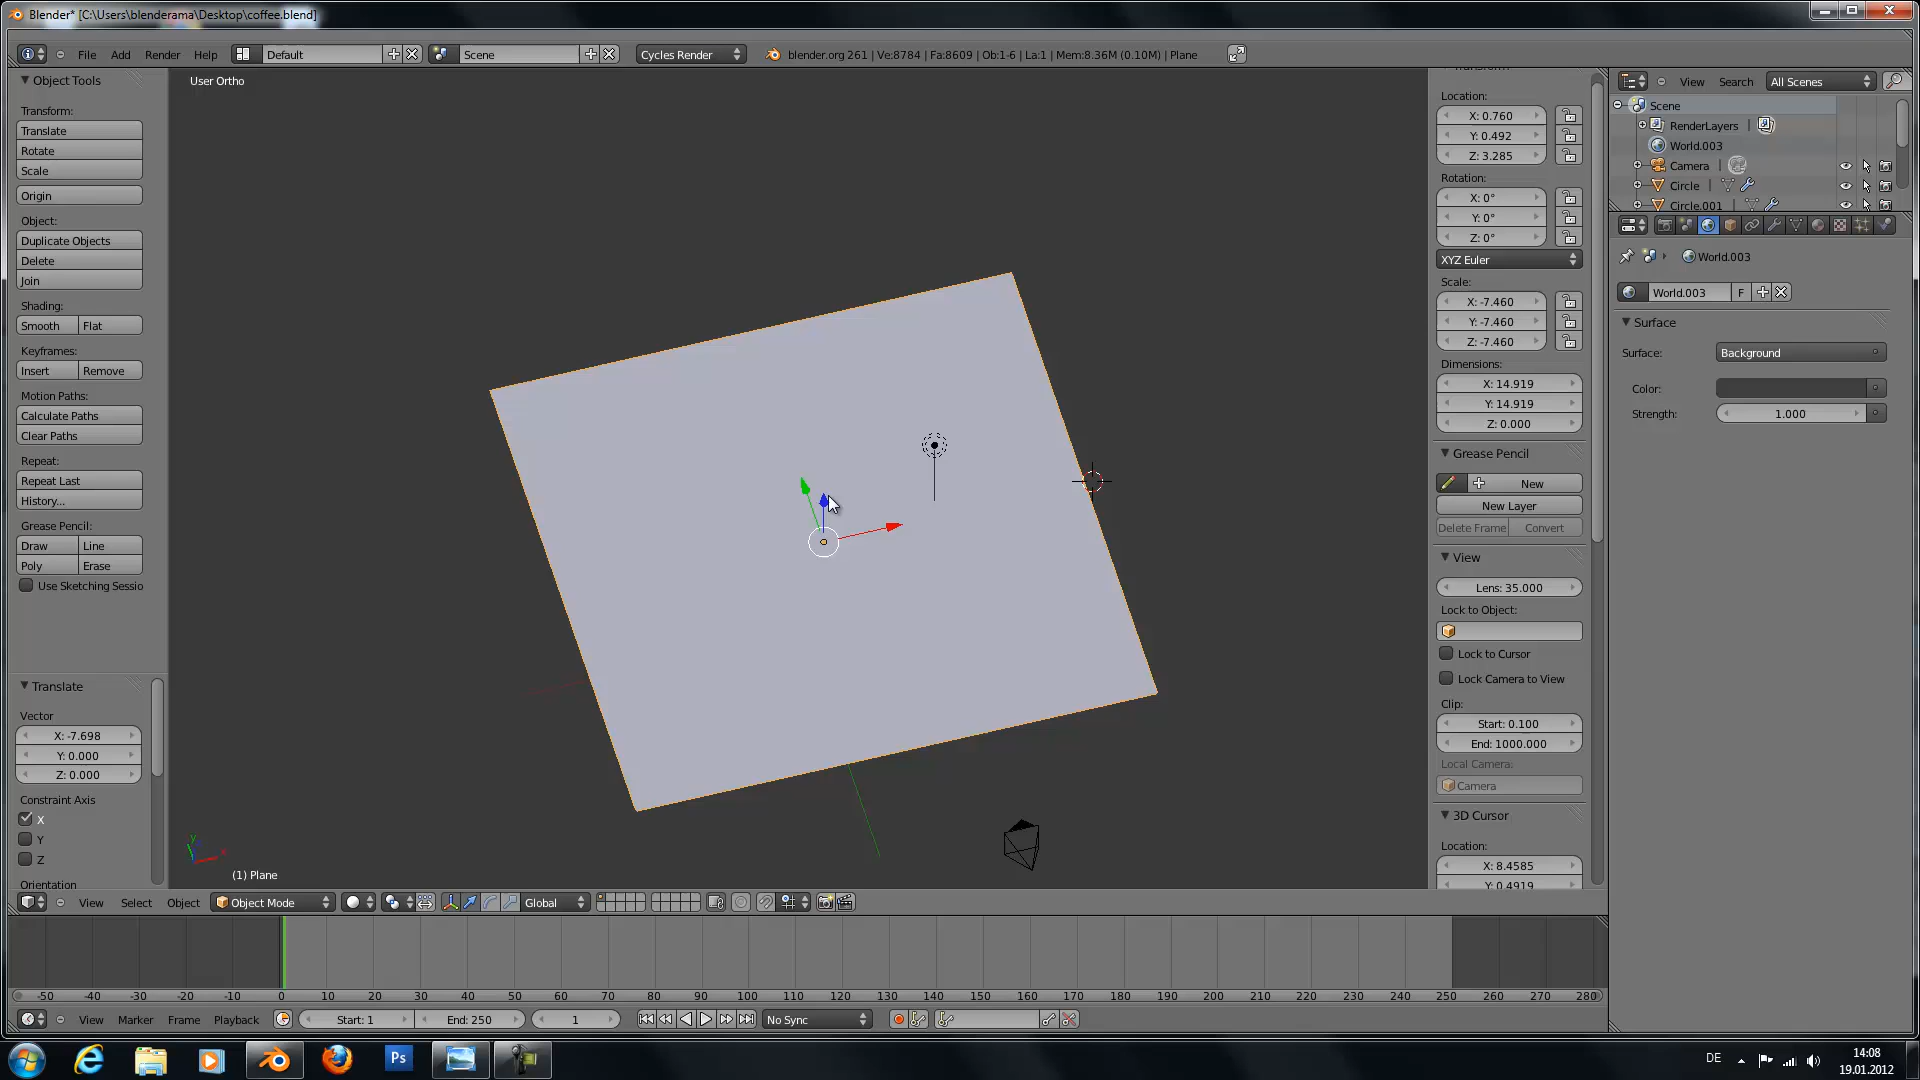 Blender* [C:\Users\blenderama\Desktop\coffee.blend]
File Add Render Help Default Scene Cycles Render blender.org 261 | Ve:8784 | Fa:8609 | Ob:1-6 | La:1 | Mem:8.36M (0.10M) | Plane
Object Tools
Transform:
Translate
Rotate
Scale
Origin
Object:
Duplicate Objects
Delete
Join
Shading:
Smooth Flat
Keyframes:
Insert Remove
Motion Paths:
Calculate Paths
Clear Paths
Repeat:
Repeat Last
History...
Grease Pencil:
Draw Line
Poly Erase
Use Sketching Sessio
Translate
Vector
X: -7.698
Y: 0.000
Z: 0.000
Constraint Axis
X
Y
Z
Orientation
User Ortho
(1) Plane
Location:
X: 0.760
Y: 0.492
Z: 3.285
Rotation:
X: 0°
Y: 0°
Z: 0°
XYZ Euler
Scale:
X: -7.460
Y: -7.460
Z: -7.460
Dimensions:
X: 14.919
Y: 14.919
Z: 0.000
Grease Pencil
New
New Layer
Delete Frame Convert
View
Lens: 35.000
Lock to Object:
Lock to Cursor
Lock Camera to View
Clip:
Start: 0.100
End: 1000.000
Local Camera:
Camera
3D Cursor
Location:
X: 8.4585
Y: 0.4919
View Search All Scenes
Scene
RenderLayers |
World.003
Camera |
Circle |
Circle.001
World.003
World.003 F
Surface
Surface: Background
Color:
Strength: 1.000
View Select Object Object Mode Global
-50 -40 -30 -20 -10 0 10 20 30 40 50 60 70 80 90 100 110 120 130 140 150 160 170 180 190 200 210 220 230 240 250 260 270 280
View Marker Frame Playback Start: 1 End: 250 1 No Sync
Ps
DE
14:08
19.01.2012